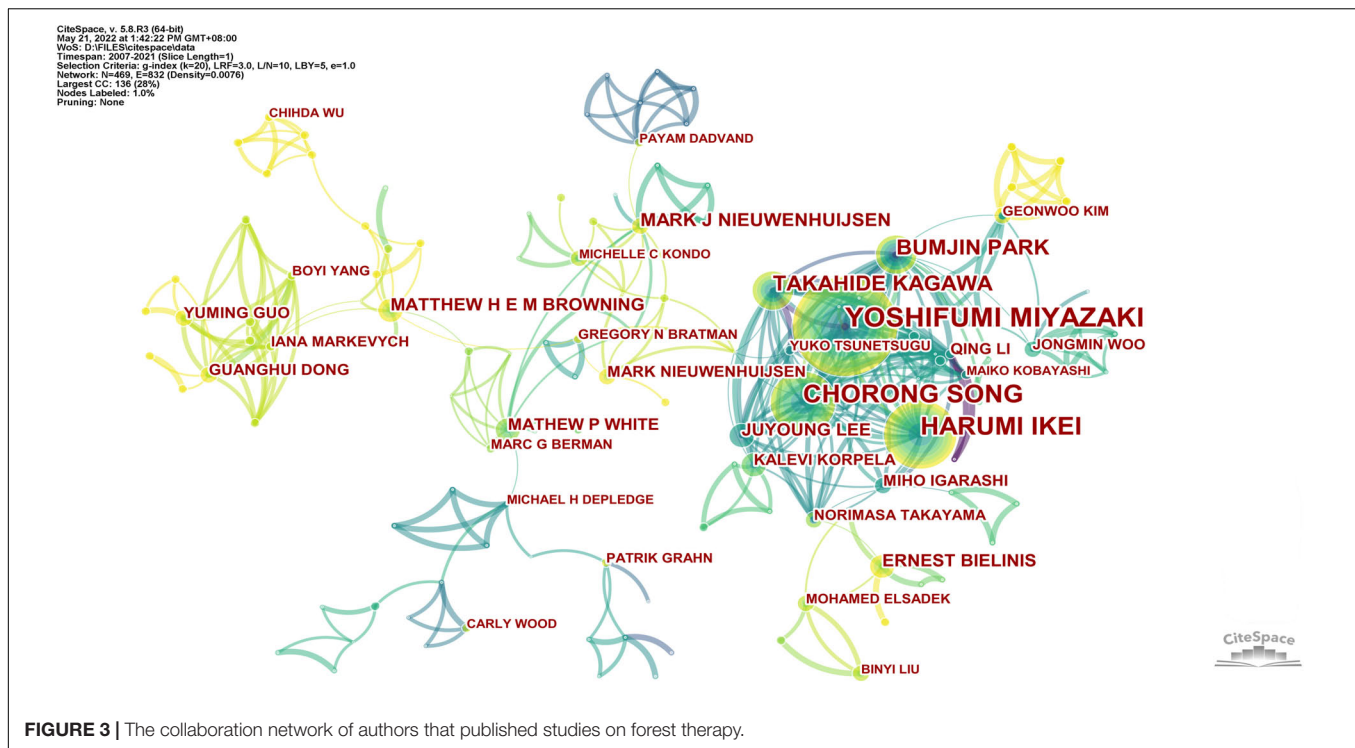 CiteSpace, v. 5.8.R3 (64-bit)
May 21, 2022 at 1:42:22 PM GMT+08:00
WoS: D:\FILES\citespace\data
Timespan: 2007-2021 (Slice Length=1)
Selection Criteria: g-index (k=20), LRF=3.0, L/N=10, LBY=5, e=1.0
Network: N=469, E=832 (Density=0.0076)
Largest CC: 136 (28%)
Nodes Labeled: 1.0%
Pruning: None
CHIHDA WU
PAYAM DADVAND
GEONWOO KIM
MARK J NIEUWENHUIJSEN
BUMJIN PARK
MICHELLE C KONDO
BOYI YANG
TAKAHIDE KAGAWA
MATTHEW H E M BROWNING
YUMING GUO
YOSHIFUMI MIYAZAKI
GREGORY N BRATMAN
IANA MARKEVYCH
YUKO TSUNETSUGU
QING LI
JONGMIN WOO
GUANGHUI DONG
MARK NIEUWENHUIJSEN
MAIKO KOBAYASHI
CHORONG SONG
MATHEW P WHITE
HARUMI IKEI
JUYOUNG LEE
MARC G BERMAN
KALEVI KORPELA
MIHO IGARASHI
MICHAEL H DEPLEDGE
NORIMASA TAKAYAMA
PATRIK GRAHN
ERNEST BIELINIS
MOHAMED ELSADEK
CARLY WOOD
CiteSpace
BINYI LIU
FIGURE 3 | The collaboration network of authors that published studies on forest therapy.